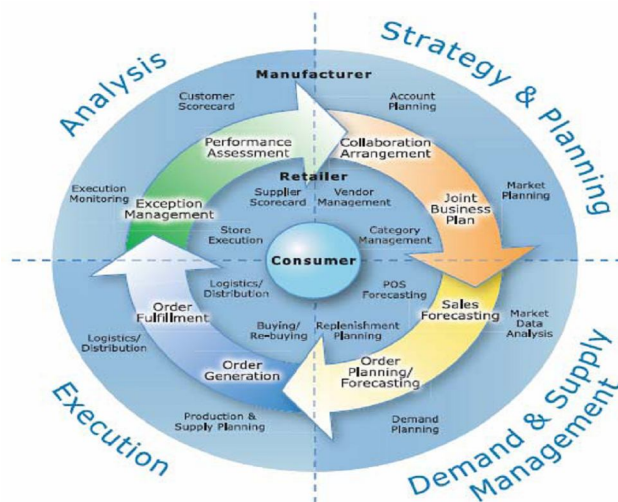 Analysis
Strategy & Planning
Manufacturer
Customer
Scorecard
Account
Planning
Performance
Assessment
Collaboration
Arrangement
Retailer
Execution
Monitoring
Exception
Management
Supplier
Scorecard
Vendor
Management
Joint
Business
Plan
Market
Planning
Store
Execution
Category
Management
Consumer
Logistics/
Distribution
POS
Forecasting
Order
Fulfillment
Sales
Forecasting
Logistics/
Distribution
Market
Data
Analysis
Buying/
Re-buying
Replenishment
Planning
Order
Generation
Order
Planning/
Forecasting
Production &
Supply Planning
Demand
Planning
Execution
Demand & Supply
Management